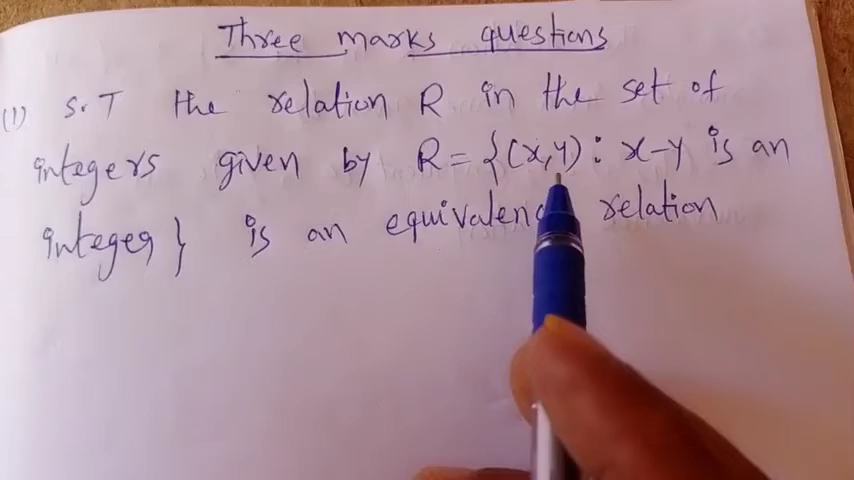 Three marks questions
(1) S.T the relation R in the set of
integers given by R = {(x,y) : x-y is an
integer} is an equivalence relation